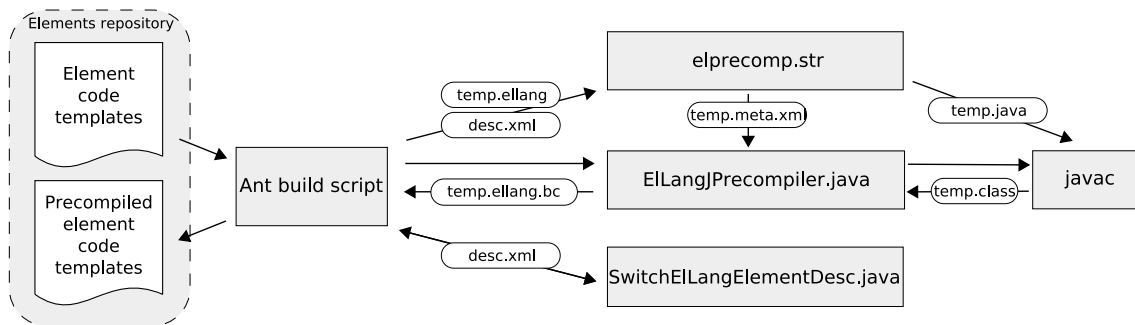 Elements repository
Element
code
templates
Precompiled
element
code
templates
Ant build script
temp.ellang
desc.xml
temp.ellang.bc
desc.xml
elprecomp.str
temp.meta.xml
temp.java
ElLangJPrecompiler.java
temp.class
javac
SwitchElLangElementDesc.java